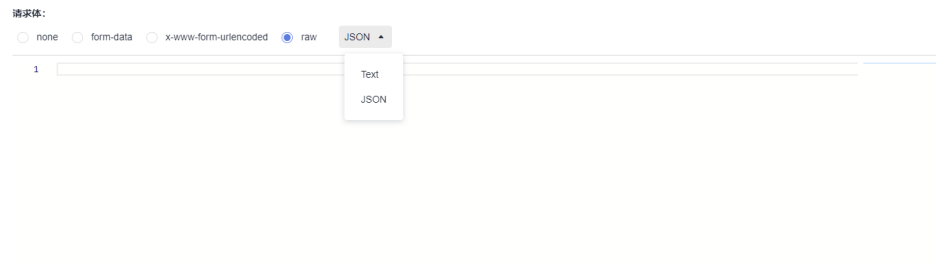 请求体：
none form-data x-www-form-urlencoded raw JSON
1
Text
JSON